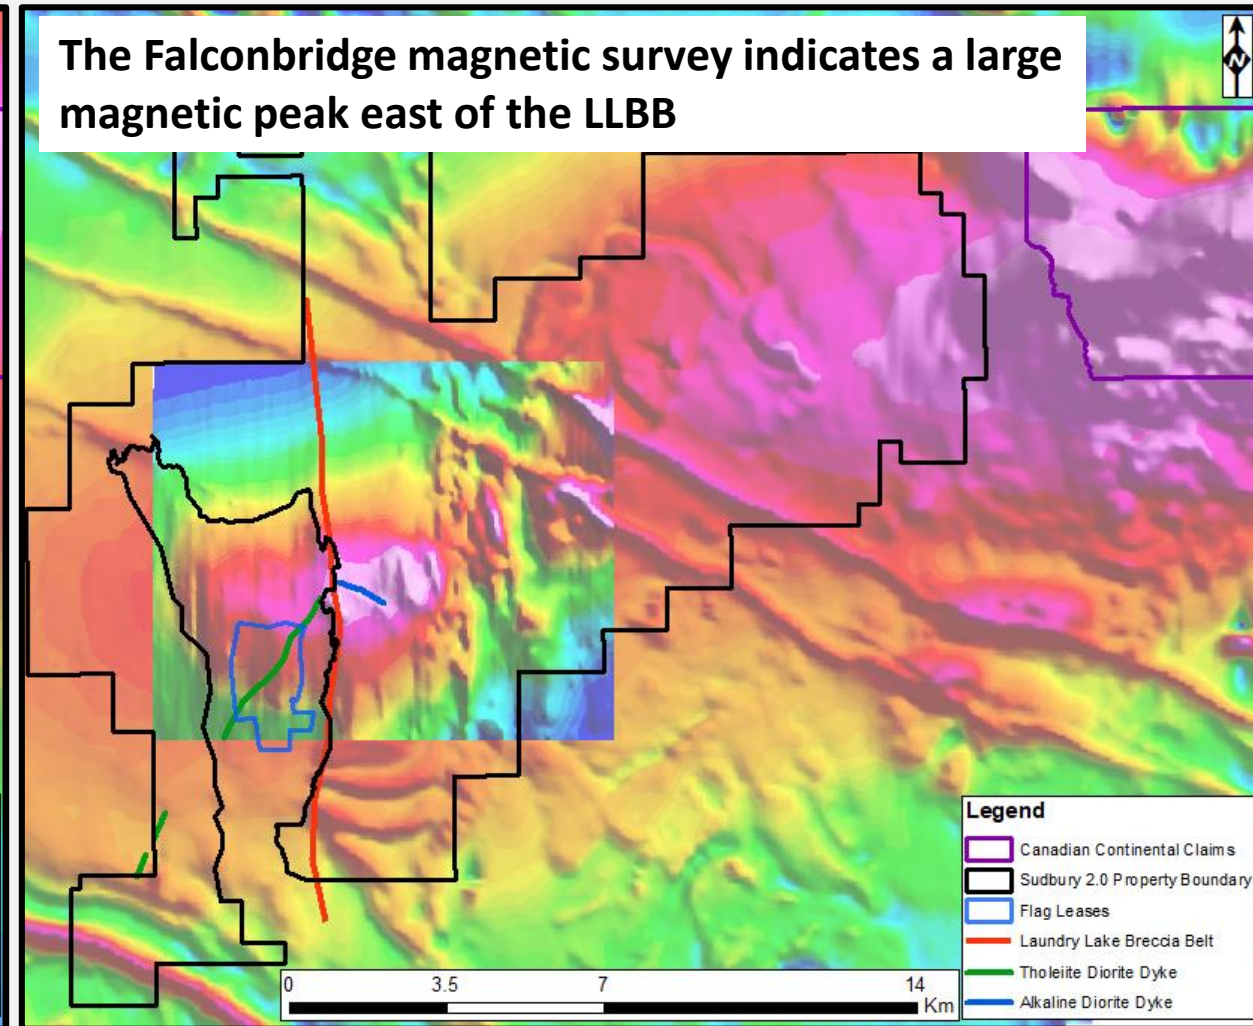 The Falconbridge magnetic survey indicates a large
magnetic peak east of the LLBB
N
Legend
Canadian Continental Claims
Sudbury 2.0 Property Boundary
Flag Leases
Laundry Lake Breccia Belt
Tholeiite Diorite Dyke
Alkaline Diorite Dyke
0 3.5 7 14
Km